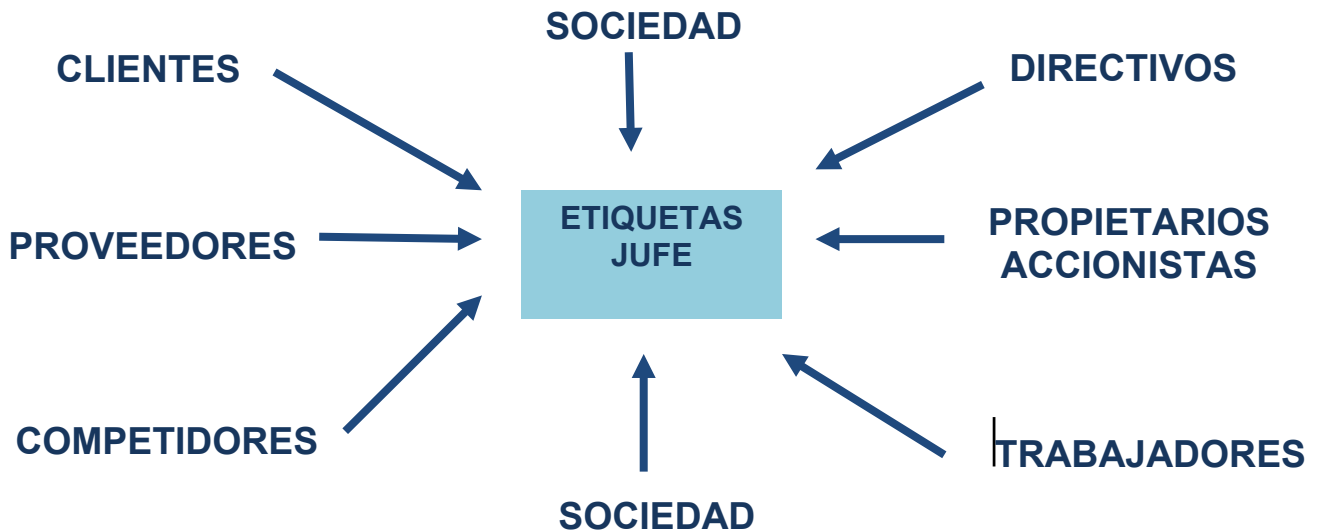 SOCIEDAD
CLIENTES
DIRECTIVOS
ETIQUETAS
JUFE
PROVEEDORES
PROPIETARIOS
ACCIONISTAS
COMPETIDORES
TRABAJADORES
SOCIEDAD